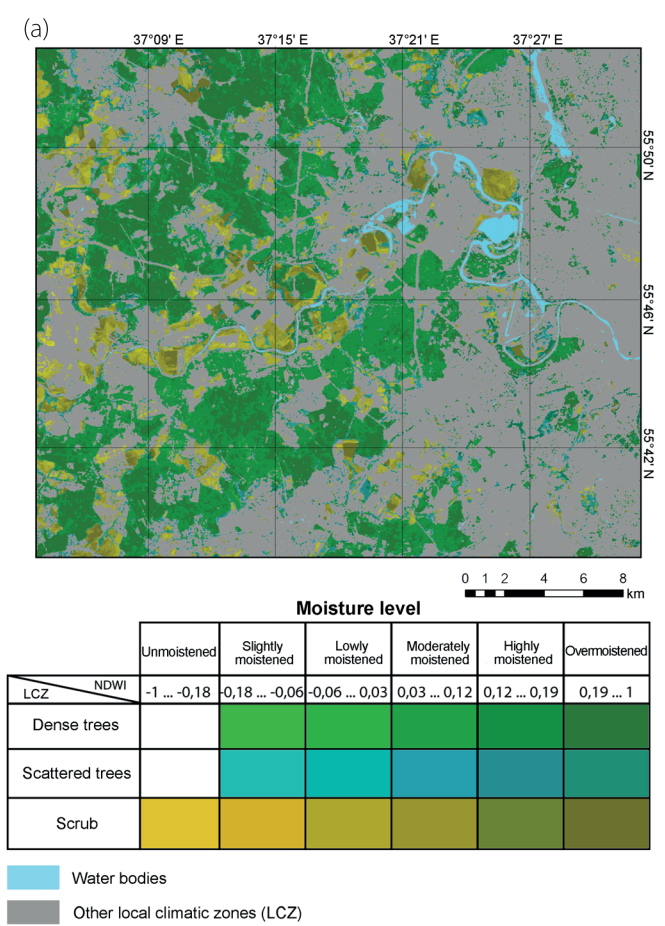 (a)
37°09' E 37°15' E 37°21' E 37°27' E
55°50' N
55°46' N
55°42' N
0 1 2 4 6 8
km
Moisture level
Unmoistened Slightly moistened Lowly moistened Moderately moistened Highly moistened Overmoistened
LCZ NDWI -1 ... -0,18 -0,18 ... -0,06 -0,06 ... 0,03 0,03 ... 0,12 0,12 ... 0,19 0,19 ... 1
Dense trees
Scattered trees
Scrub
Water bodies
Other local climatic zones (LCZ)